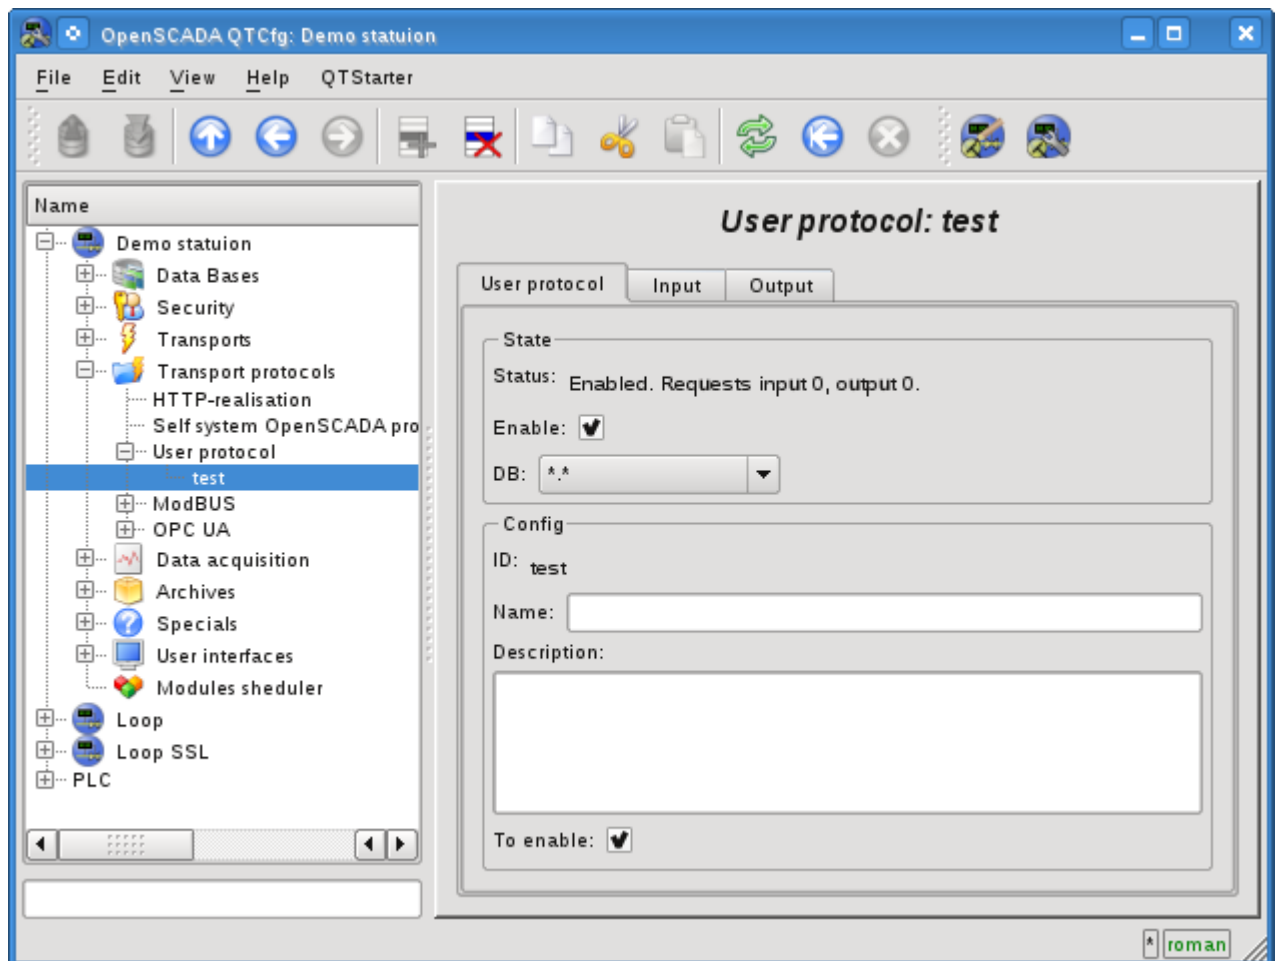 OpenSCADA QTCfg: Demo statuion
File Edit View Help QTStarter
Name
Demo statuion
Data Bases
Security
Transports
Transport protocols
HTTP-realisation
Self system OpenSCADA pro
User protocol
test
ModBUS
OPC UA
Data acquisition
Archives
Specials
User interfaces
Modules sheduler
Loop
Loop SSL
PLC
User protocol: test
User protocol Input Output
State
Status: Enabled. Requests input 0, output 0.
Enable:
DB: *.*
Config
ID: test
Name:
Description:
To enable:
* roman